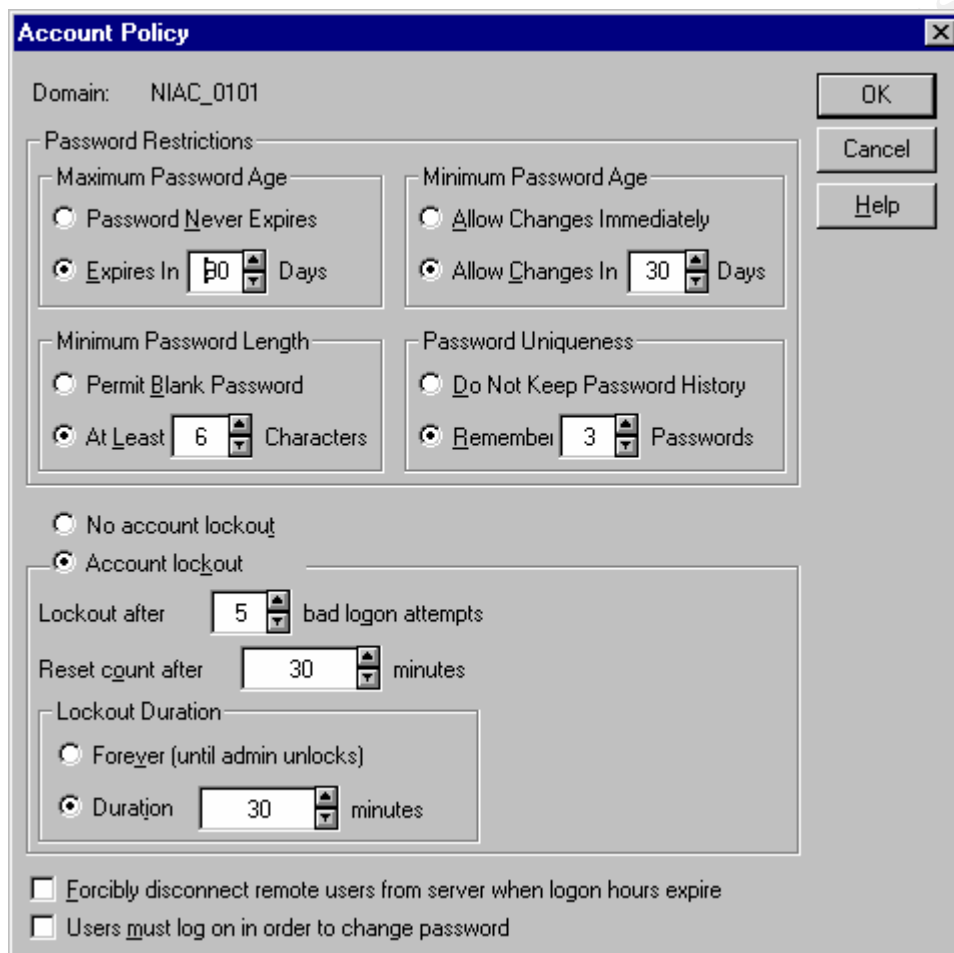 Account Policy
Domain: NIAC_0101
OK
Cancel
Help
Password Restrictions
Maximum Password Age
Password Never Expires
Expires In Days
Minimum Password Age
Allow Changes Immediately
Allow Changes In 30 Days
Minimum Password Length
Permit Blank Password
At Least 6 Characters
Password Uniqueness
Do Not Keep Password History
Remember 3 Passwords
No account lockout
Account lockout
Lockout after 5 bad logon attempts
Reset count after 30 minutes
Lockout Duration
Forever (until admin unlocks)
Duration 30 minutes
Forcibly disconnect remote users from server when logon hours expire
Users must log on in order to change password